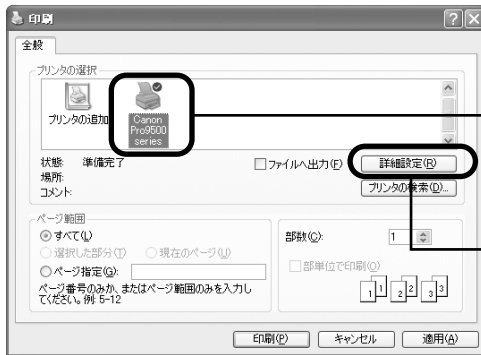 印刷
全般
プリンタの選択
プリンタの追加
Canon
Pro9500
series
状態: 準備完了
場所:
コメント:
ファイルへ出力(F)
詳細設定(R)
プリンタの検索(D)...
ページ範囲
すべて(L)
選択した部分(T) 現在のページ(U)
ページ指定(G):
ページ番号のみか、またはページ範囲のみを入力し
てください。例: 5-12
部数(C): 1
部単位で印刷(O)
1 1 2 2 3 3
印刷(P) キャンセル 適用(A)